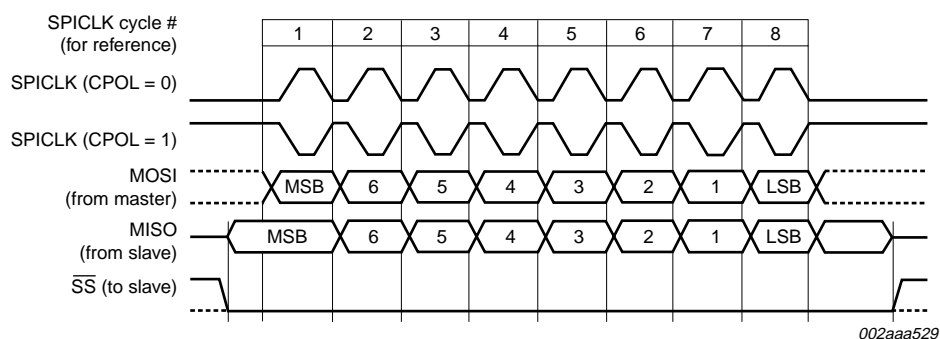 SPICLK cycle #
(for reference)
1 2 3 4 5 6 7 8
SPICLK (CPOL = 0)
SPICLK (CPOL = 1)
MOSI
(from master)
MSB 6 5 4 3 2 1 LSB
MISO
(from slave)
MSB 6 5 4 3 2 1 LSB
S̅S̅ (to slave)
002aaa529